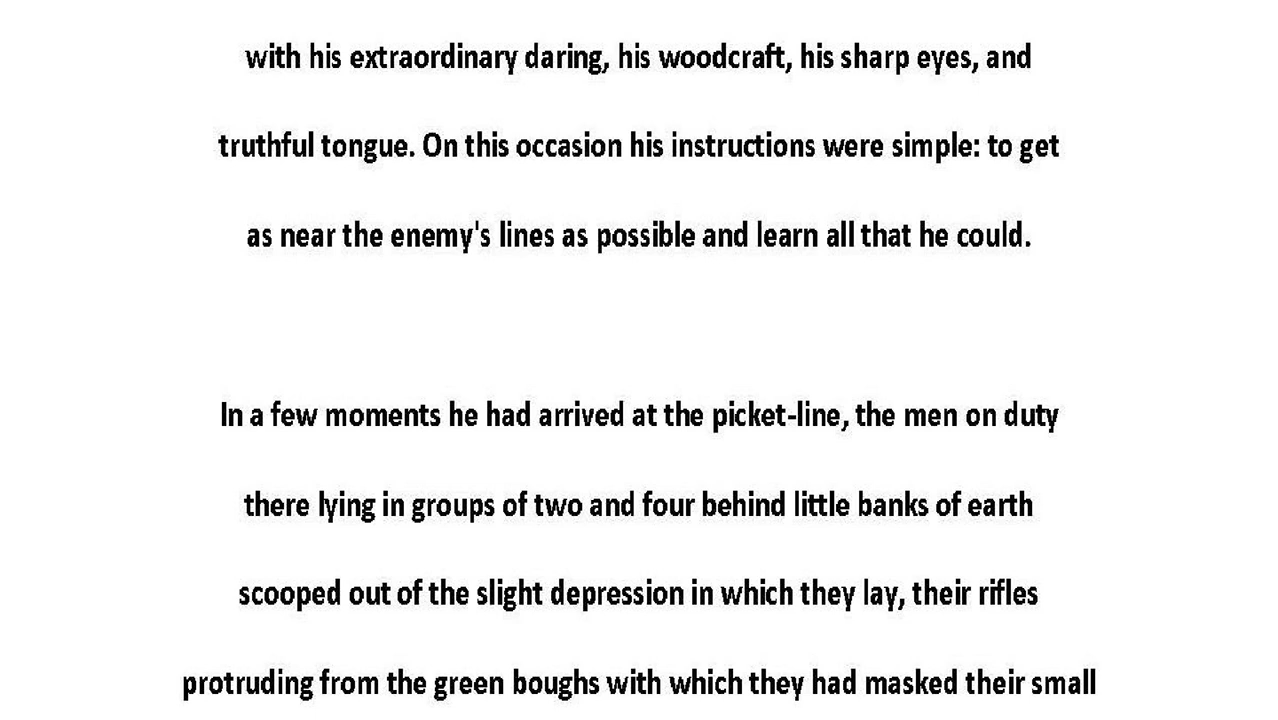 with his extraordinary daring, his woodcraft, his sharp eyes, and
truthful tongue. On this occasion his instructions were simple: to get
as near the enemy's lines as possible and learn all that he could.
In a few moments he had arrived at the picket-line, the men on duty
there lying in groups of two and four behind little banks of earth
scooped out of the slight depression in which they lay, their rifles
protruding from the green boughs with which they had masked their small